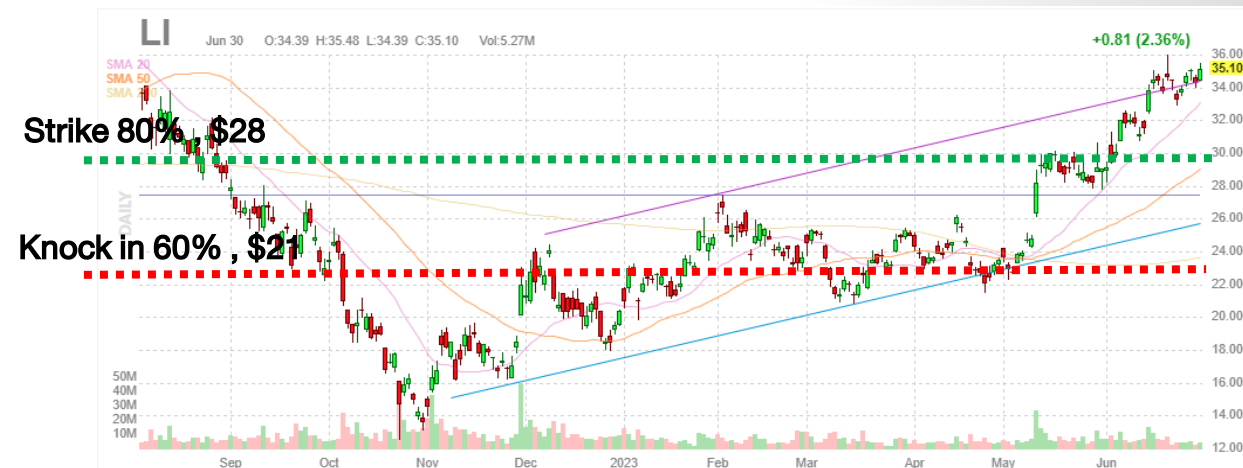 LI Jun 30 O:34.39 H:35.48 L:34.39 C:35.10 Vol:5.27M +0.81 (2.36%)
SMA 20
SMA 50
SMA
36.00
35.10
34.00
Strike 80% , $28
32.00
30.00
28.00
DAILY
26.00
Knock in 60% , $21
24.00
22.00
20.00
18.00
50M
16.00
40M
30M
20M
14.00
10M
12.00
Sep Oct Nov Dec 2023 Feb Mar Apr May Jun